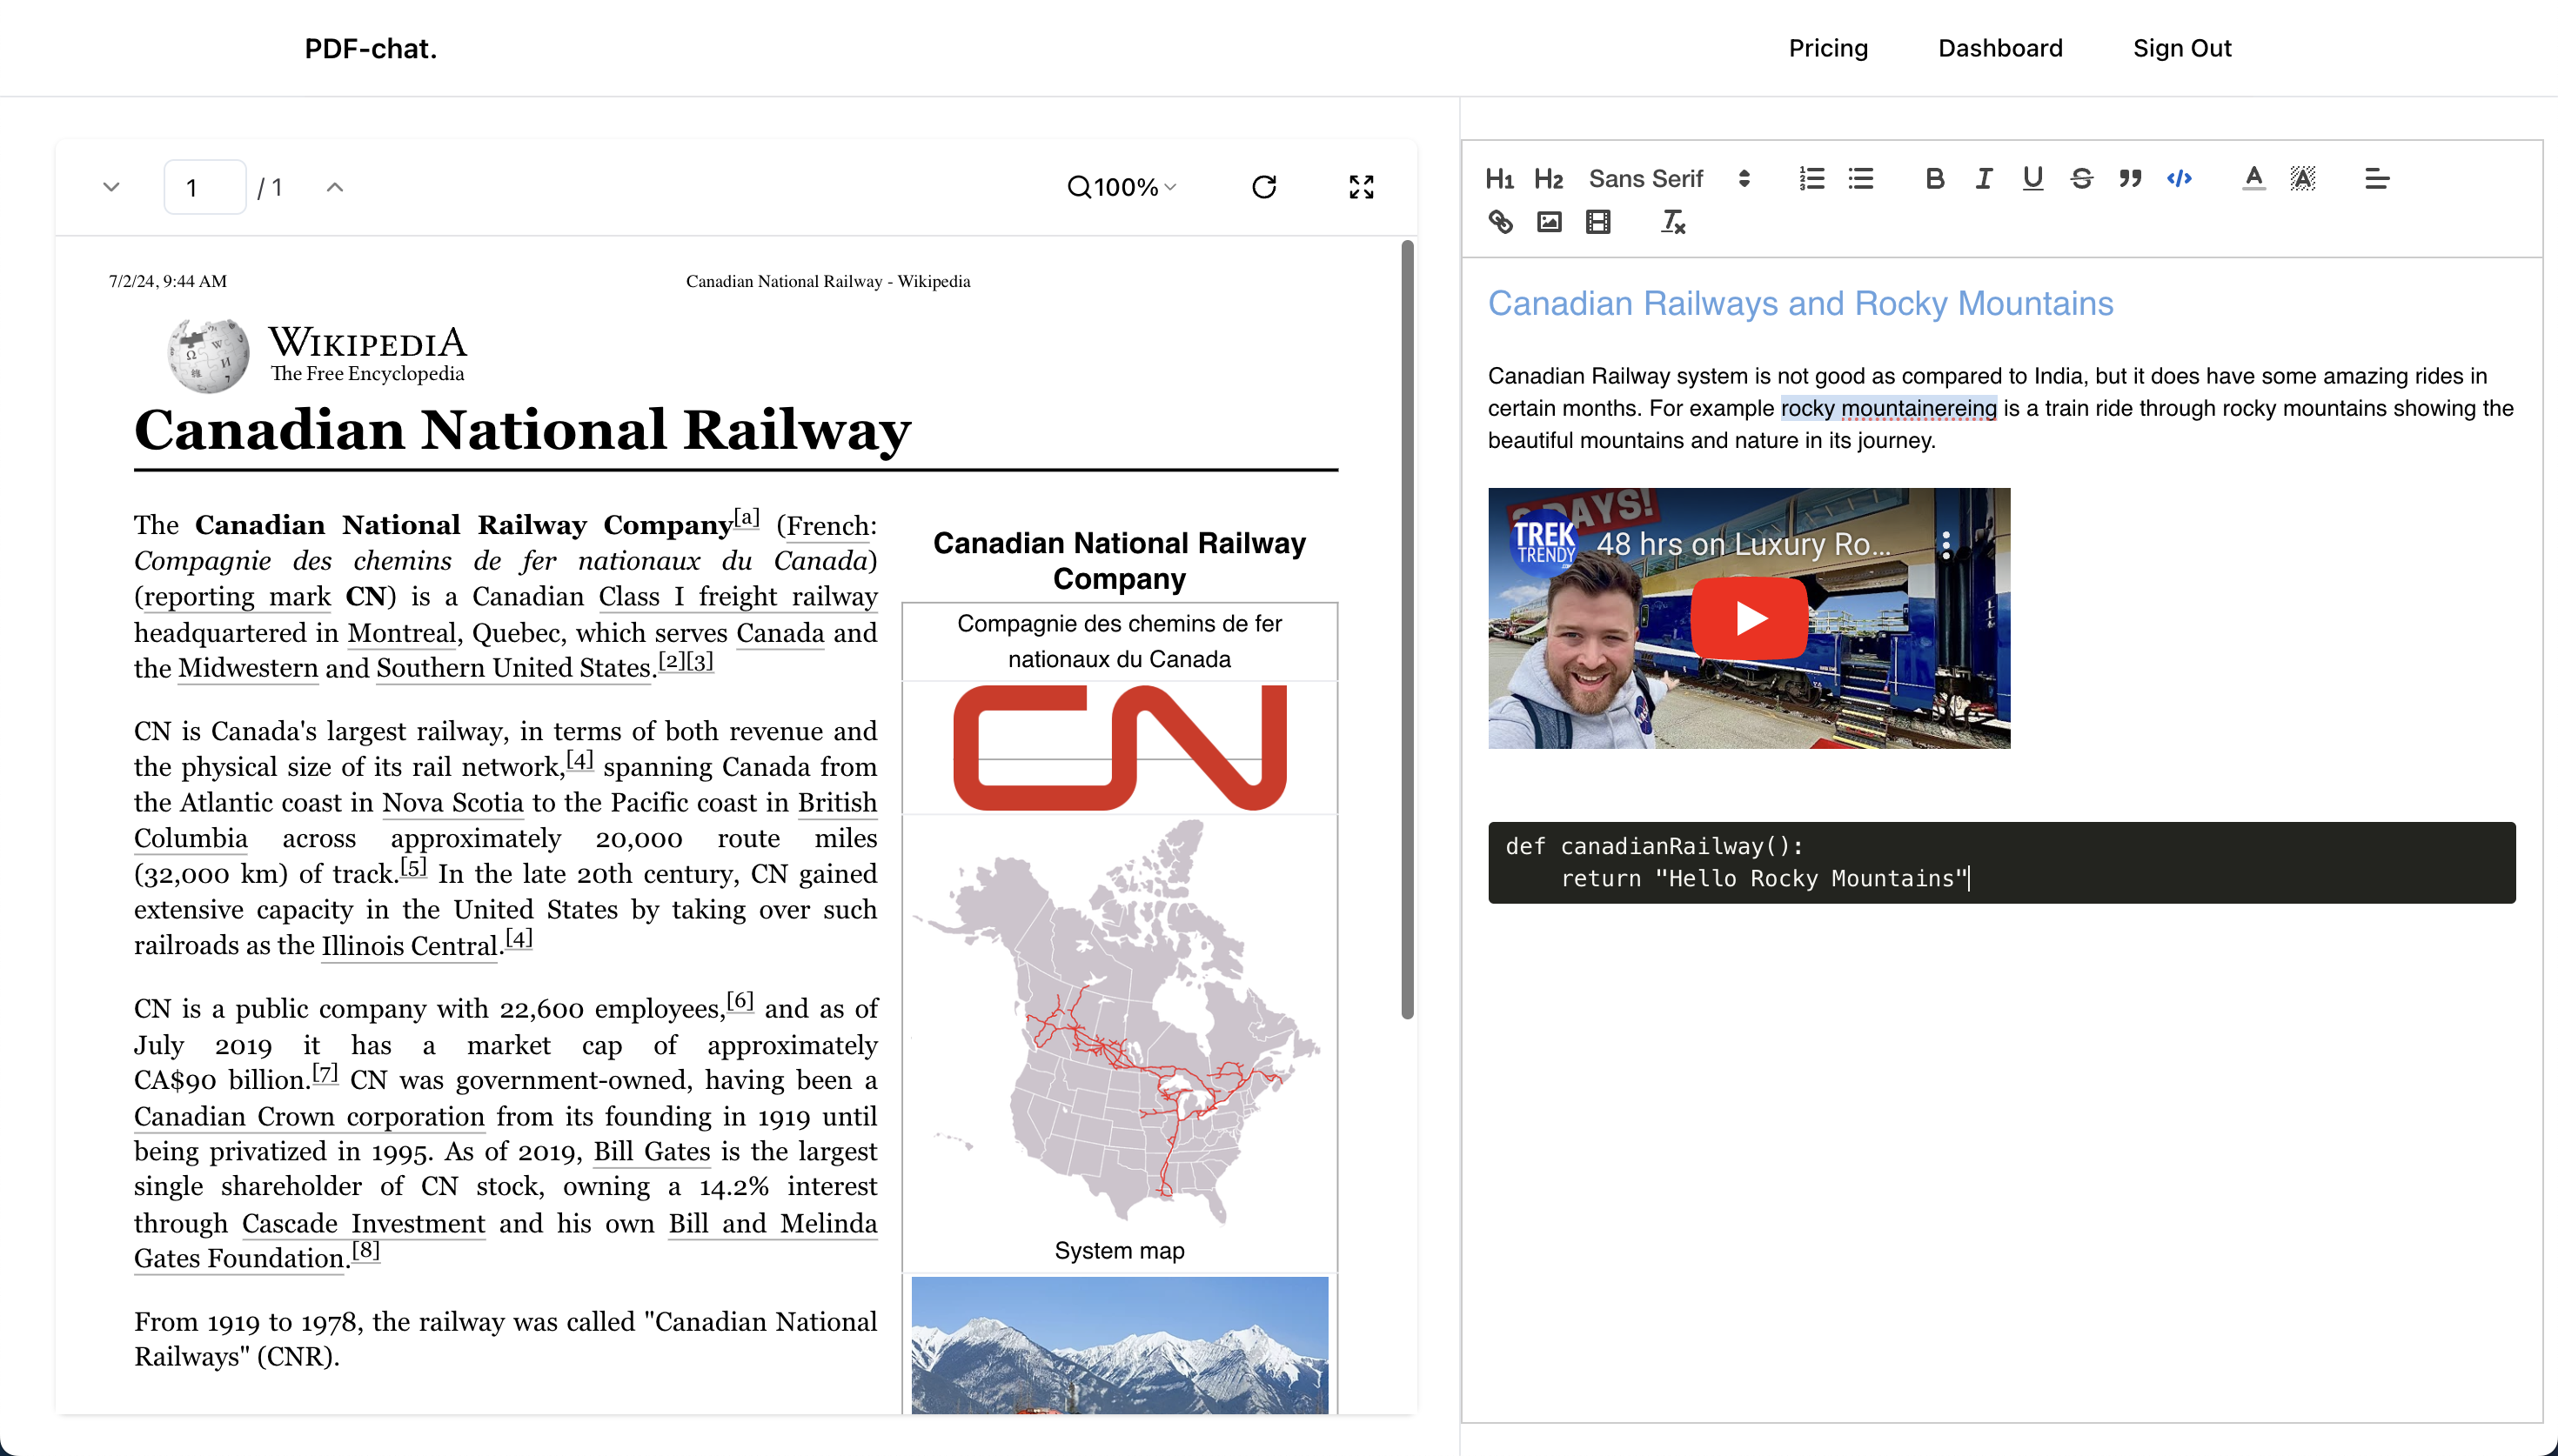 PDF-chat.
Pricing
Dashboard
Sign Out
1 / 1
100%
7/2/24, 9:44 AM
Canadian National Railway - Wikipedia
WIKIPEDIA
The Free Encyclopedia
Canadian National Railway
The Canadian National Railway Company[a] (French:
Compagnie des chemins de fer nationaux du Canada)
(reporting mark CN) is a Canadian Class I freight railway
headquartered in Montreal, Quebec, which serves Canada and
the Midwestern and Southern United States.[2][3]
CN is Canada's largest railway, in terms of both revenue and
the physical size of its rail network,[4] spanning Canada from
the Atlantic coast in Nova Scotia to the Pacific coast in British
Columbia across approximately 20,000 route miles
(32,000 km) of track.[5] In the late 20th century, CN gained
extensive capacity in the United States by taking over such
railroads as the Illinois Central.[4]
CN is a public company with 22,600 employees,[6] and as of
July 2019 it has a market cap of approximately
CA$90 billion.[7] CN was government-owned, having been a
Canadian Crown corporation from its founding in 1919 until
being privatized in 1995. As of 2019, Bill Gates is the largest
single shareholder of CN stock, owning a 14.2% interest
through Cascade Investment and his own Bill and Melinda
Gates Foundation.[8]
From 1919 to 1978, the railway was called "Canadian National
Railways" (CNR).
Canadian National Railway
Company
Compagnie des chemins de fer
nationaux du Canada
CN
System map
H1 H2 Sans Serif
Canadian Railways and Rocky Mountains
Canadian Railway system is not good as compared to India, but it does have some amazing rides in
certain months. For example rocky mountainereing is a train ride through rocky mountains showing the
beautiful mountains and nature in its journey.
DAYS!
TREK
TRENDY
48 hrs on Luxury Ro...
def canadianRailway():
    return "Hello Rocky Mountains"